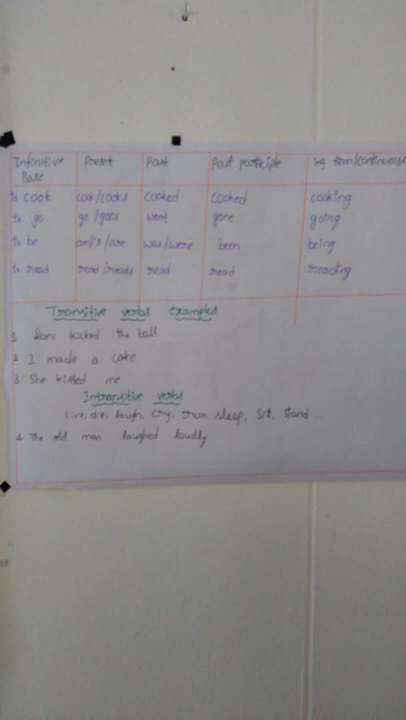 Infinitive Present Past Past participle ing form/continuous
Base
to cook cook/cooks cooked cooked cooking
to go go/goes went gone going
to be am/is/are was/were been being
to read read/reads read read reading
Transitive verbs examples
1 kicked the ball
2 I made a cake
3 She kissed me
Intransitive verbs
live, die, laugh, cry, run, sleep, sit, stand ...
The old man laughed loudly